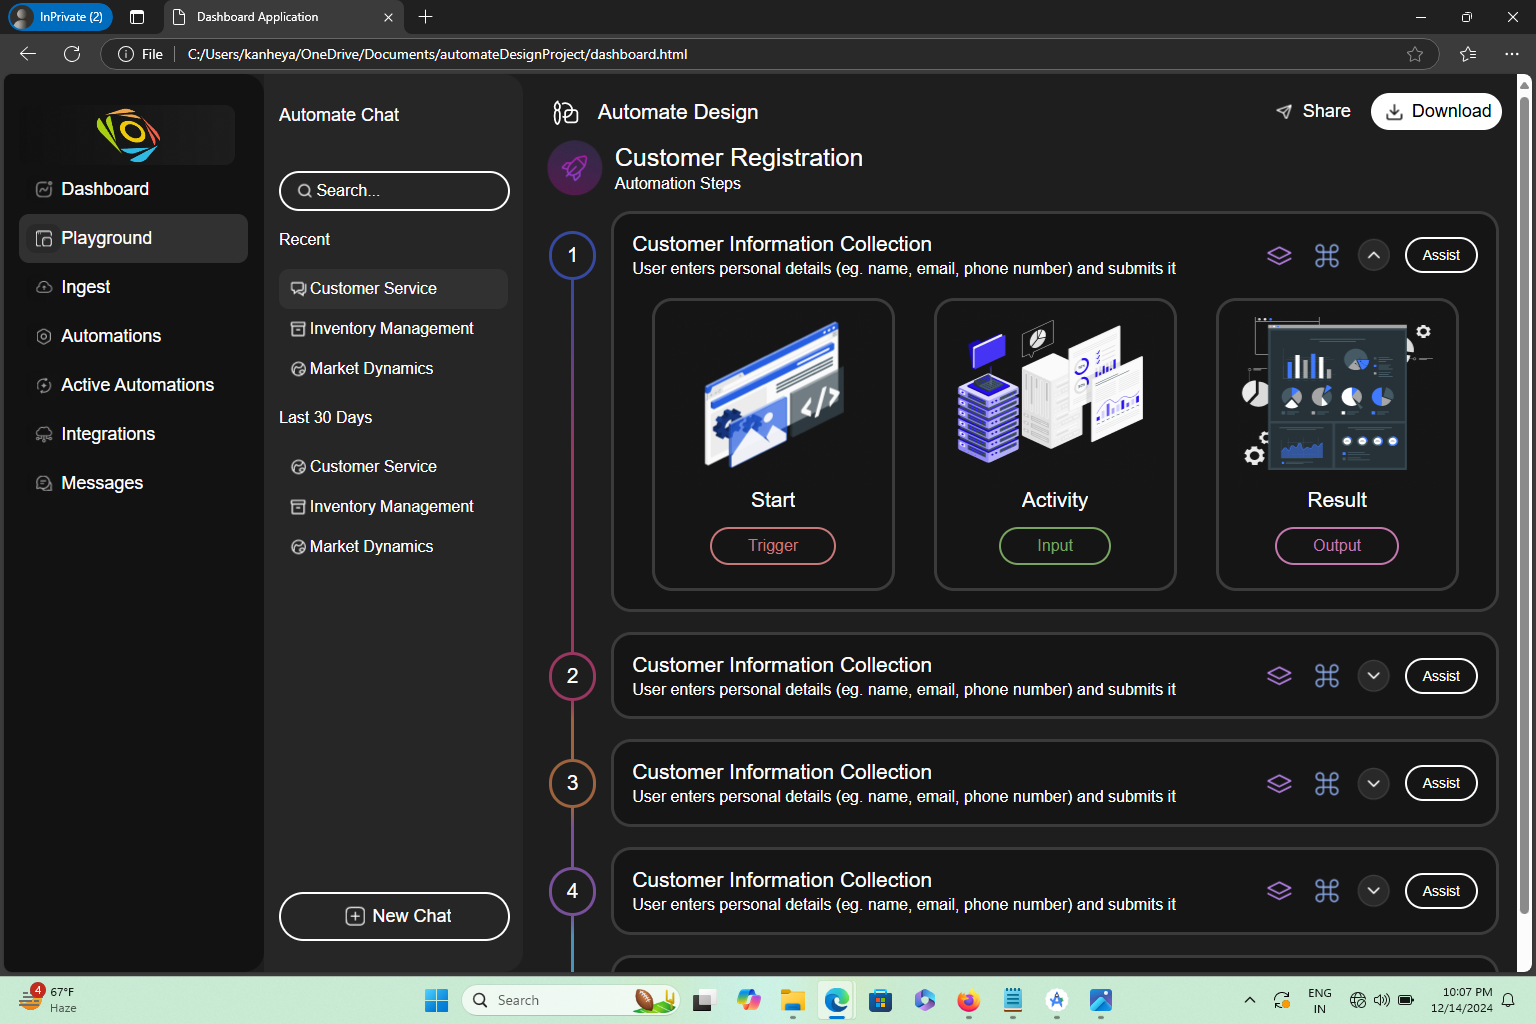 InPrivate (2)
Dashboard Application
File
C:/Users/kanheya/OneDrive/Documents/automateDesignProject/dashboard.html
Dashboard
Playground
Ingest
Automations
Active Automations
Integrations
Messages
Automate Chat
Search...
Recent
Customer Service
Inventory Management
Market Dynamics
Last 30 Days
Customer Service
Inventory Management
Market Dynamics
New Chat
Automate Design
Share
Download
Customer Registration
Automation Steps
1
Customer Information Collection
User enters personal details (eg. name, email, phone number) and submits it
Assist
Start
Trigger
Activity
Input
Result
Output
2
Customer Information Collection
User enters personal details (eg. name, email, phone number) and submits it
Assist
3
Customer Information Collection
User enters personal details (eg. name, email, phone number) and submits it
Assist
4
Customer Information Collection
User enters personal details (eg. name, email, phone number) and submits it
Assist
4
67°F
Haze
Search
ENG
IN
10:07 PM
12/14/2024